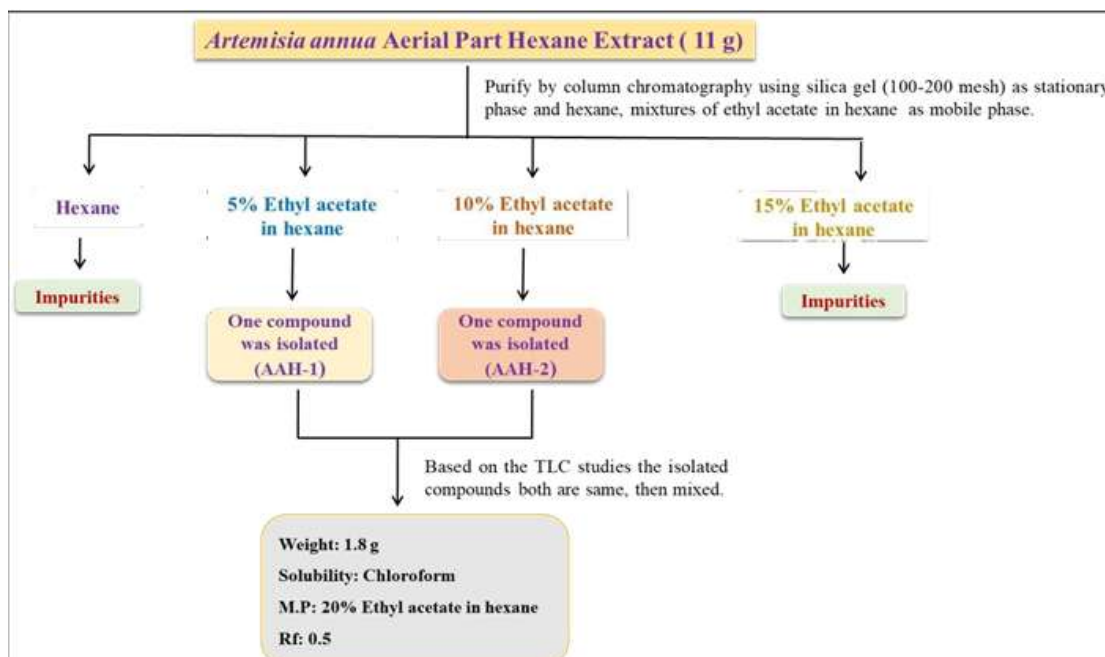 Artemisia annua Aerial Part Hexane Extract ( 11 g)
Purify by column chromatography using silica gel (100-200 mesh) as stationary
phase and hexane, mixtures of ethyl acetate in hexane as mobile phase.
Hexane
5% Ethyl acetate
in hexane
10% Ethyl acetate
in hexane
15% Ethyl acetate
in hexane
Impurities
One compound
was isolated
(AAH-1)
One compound
was isolated
(AAH-2)
Impurities
Based on the TLC studies the isolated
compounds both are same, then mixed.
Weight: 1.8 g
Solubility: Chloroform
M.P: 20% Ethyl acetate in hexane
Rf: 0.5